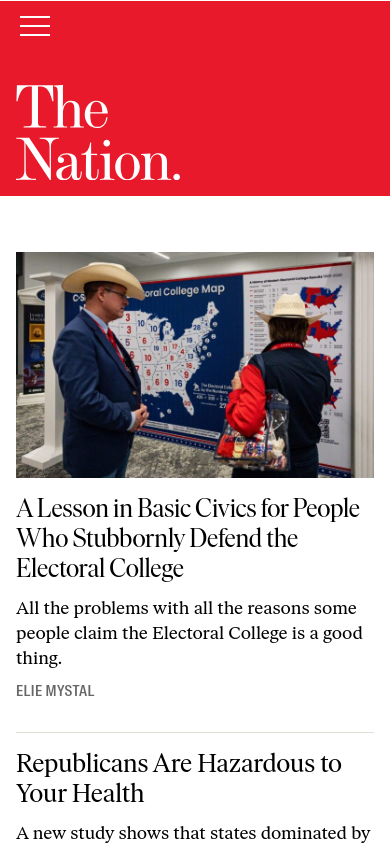 The
Nation.
Electoral College Map
A Lesson in Basic Civics for People
Who Stubbornly Defend the
Electoral College
All the problems with all the reasons some
people claim the Electoral College is a good
thing.
ELIE MYSTAL
Republicans Are Hazardous to
Your Health
A new study shows that states dominated by